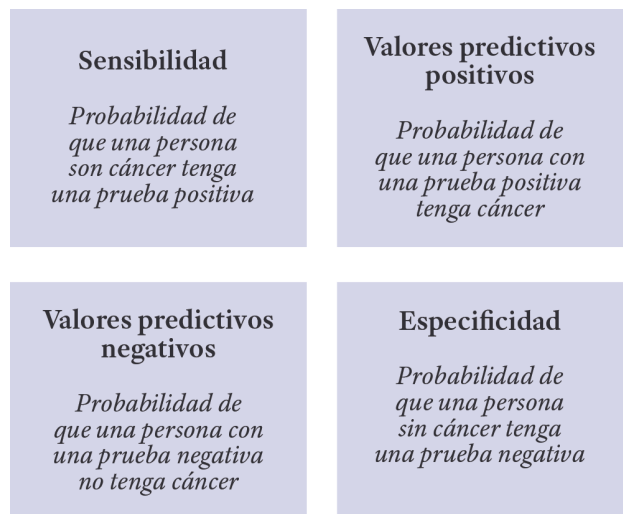 Sensibilidad
Probabilidad de
que una persona
son cáncer tenga
una prueba positiva
Valores predictivos
positivos
Probabilidad de
que una persona con
una prueba positiva
tenga cáncer
Valores predictivos
negativos
Probabilidad de
que una persona con
una prueba negativa
no tenga cáncer
Especificidad
Probabilidad de
que una persona
sin cáncer tenga
una prueba negativa